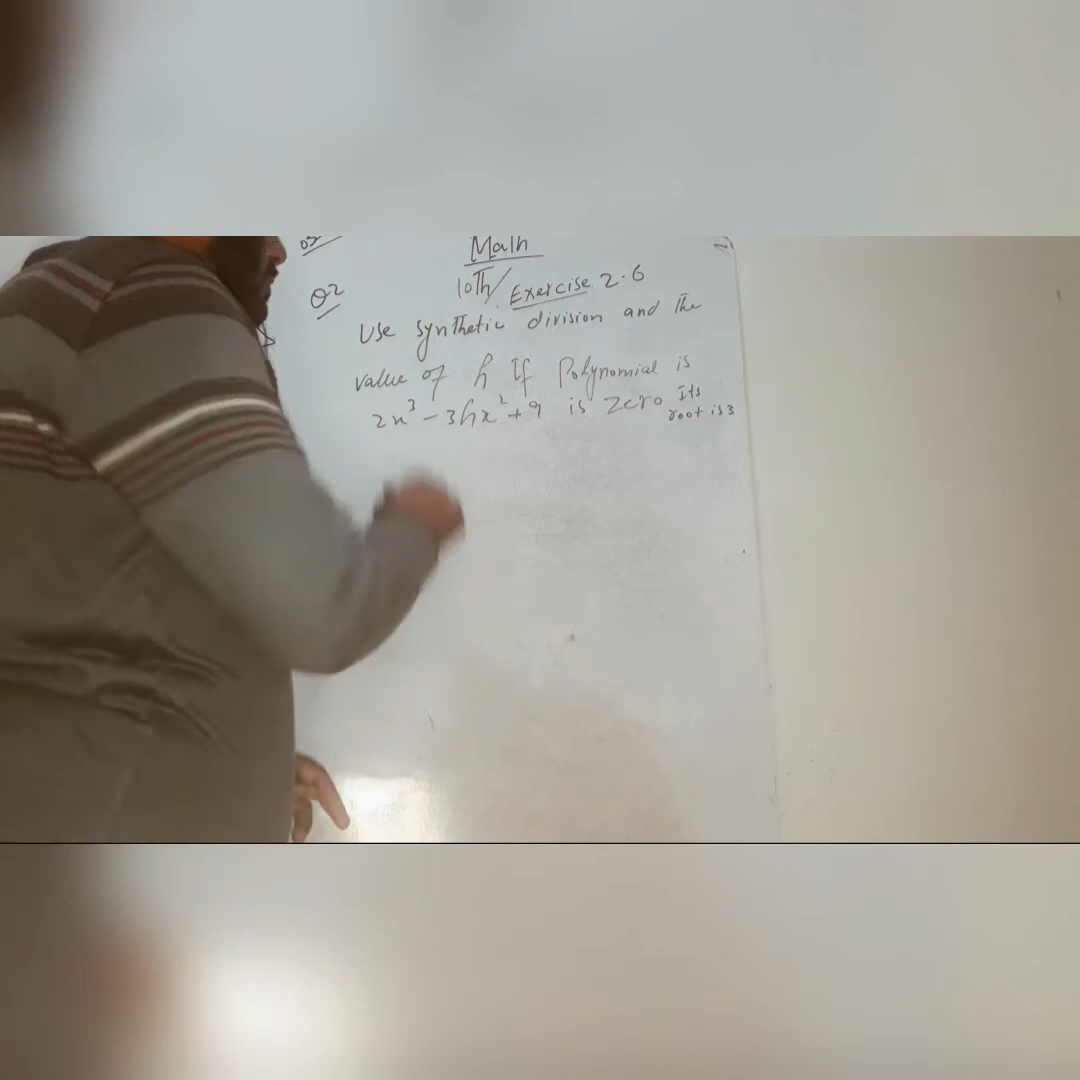 Math
10Th/ Exercise 2.6
Q2
Use synthetic division and the
value of h If Polynomial is
2x³ - 3hx² + 9 is zero Its
root is 3